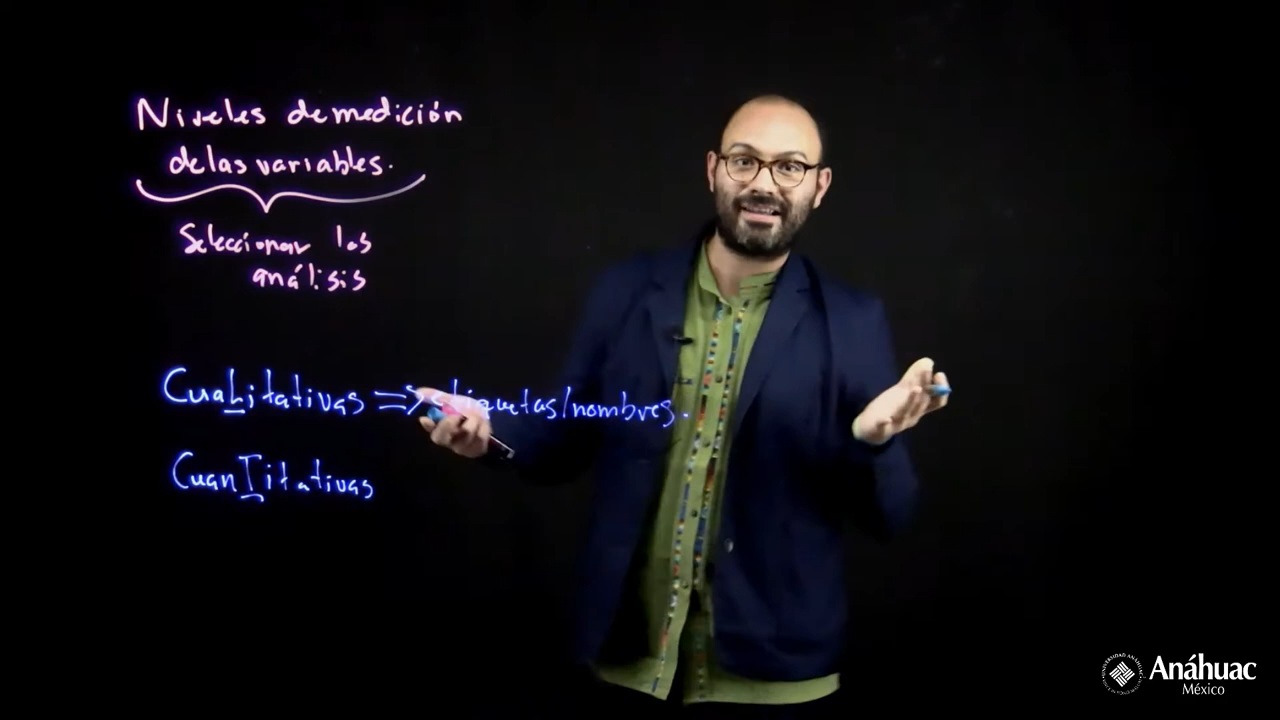 Niveles de medición
de las variables.
Seleccionar los
análisis
CuaLitativas => etiquetas/nombres.
CuanTitativas
Anáhuac
México